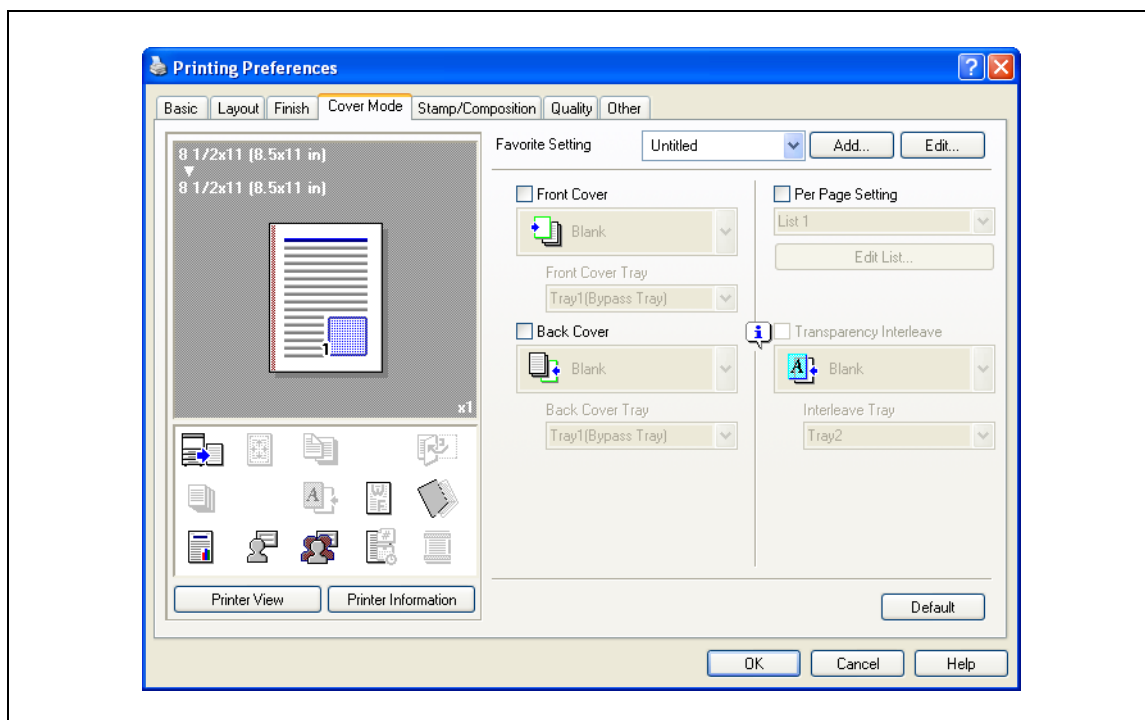 Printing Preferences
Basic Layout Finish Cover Mode Stamp/Composition Quality Other
8 1/2x11 (8.5x11 in)
8 1/2x11 (8.5x11 in)
1
x1
Printer View Printer Information
Favorite Setting Untitled Add... Edit...
Front Cover
Blank
Front Cover Tray
Tray1(Bypass Tray)
Back Cover
Blank
Back Cover Tray
Tray1(Bypass Tray)
Per Page Setting
List 1
Edit List...
Transparency Interleave
A Blank
Interleave Tray
Tray2
Default
OK Cancel Help